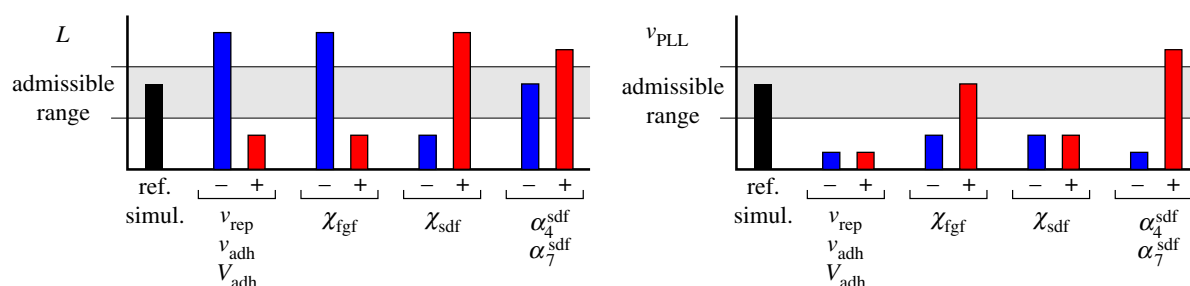 L
admissible
range
ref.
simul.
− + − + − + − +
v_rep
v_adh
V_adh
χ_fgf
χ_sdf
α_4^sdf
α_7^sdf
v_PLL
admissible
range
ref.
simul.
− + − + − + − +
v_rep
v_adh
V_adh
χ_fgf
χ_sdf
α_4^sdf
α_7^sdf